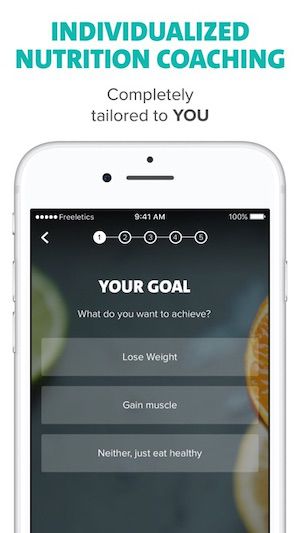 INDIVIDUALIZED
NUTRITION COACHING
Completely
tailored to YOU
Freeletics
9:41 AM
100%
1
2
3
4
5
YOUR GOAL
What do you want to achieve?
Lose Weight
Gain muscle
Neither, just eat healthy